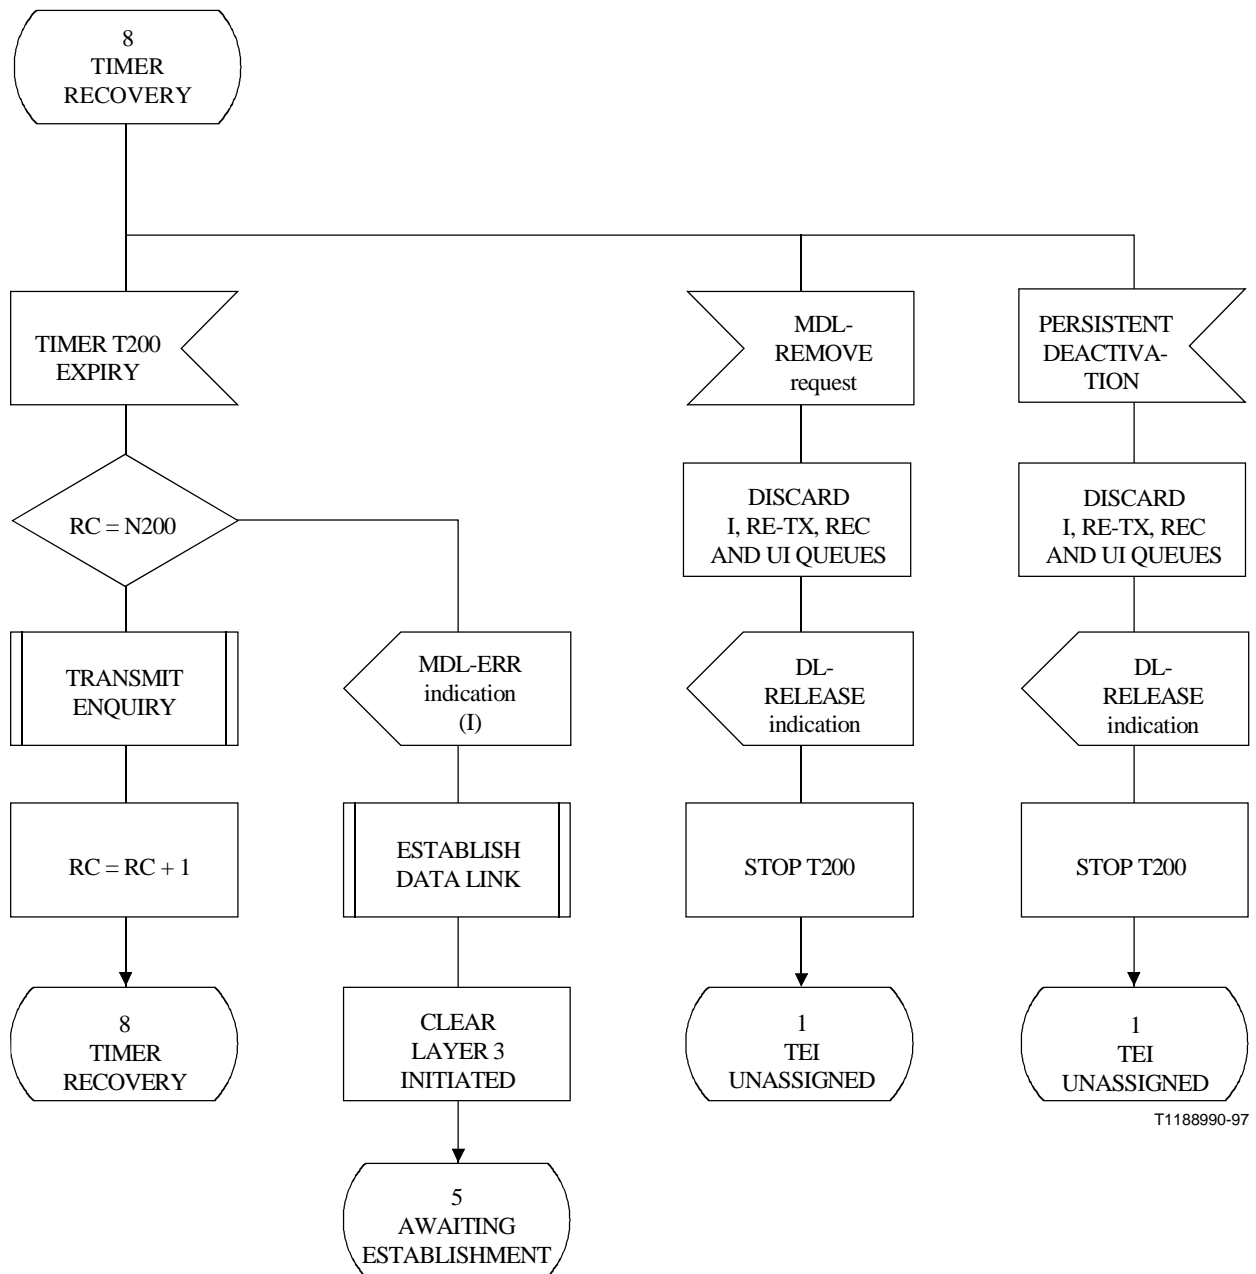 8
TIMER
RECOVERY
TIMER T200
EXPIRY
MDL-
REMOVE
request
PERSISTENT
DEACTIVA-
TION
RC = N200
DISCARD
I, RE-TX, REC
AND UI QUEUES
DISCARD
I, RE-TX, REC
AND UI QUEUES
TRANSMIT
ENQUIRY
MDL-ERR
indication
(I)
DL-
RELEASE
indication
DL-
RELEASE
indication
RC = RC + 1
ESTABLISH
DATA LINK
STOP T200
STOP T200
8
TIMER
RECOVERY
CLEAR
LAYER 3
INITIATED
1
TEI
UNASSIGNED
1
TEI
UNASSIGNED
T1188990-97
5
AWAITING
ESTABLISHMENT